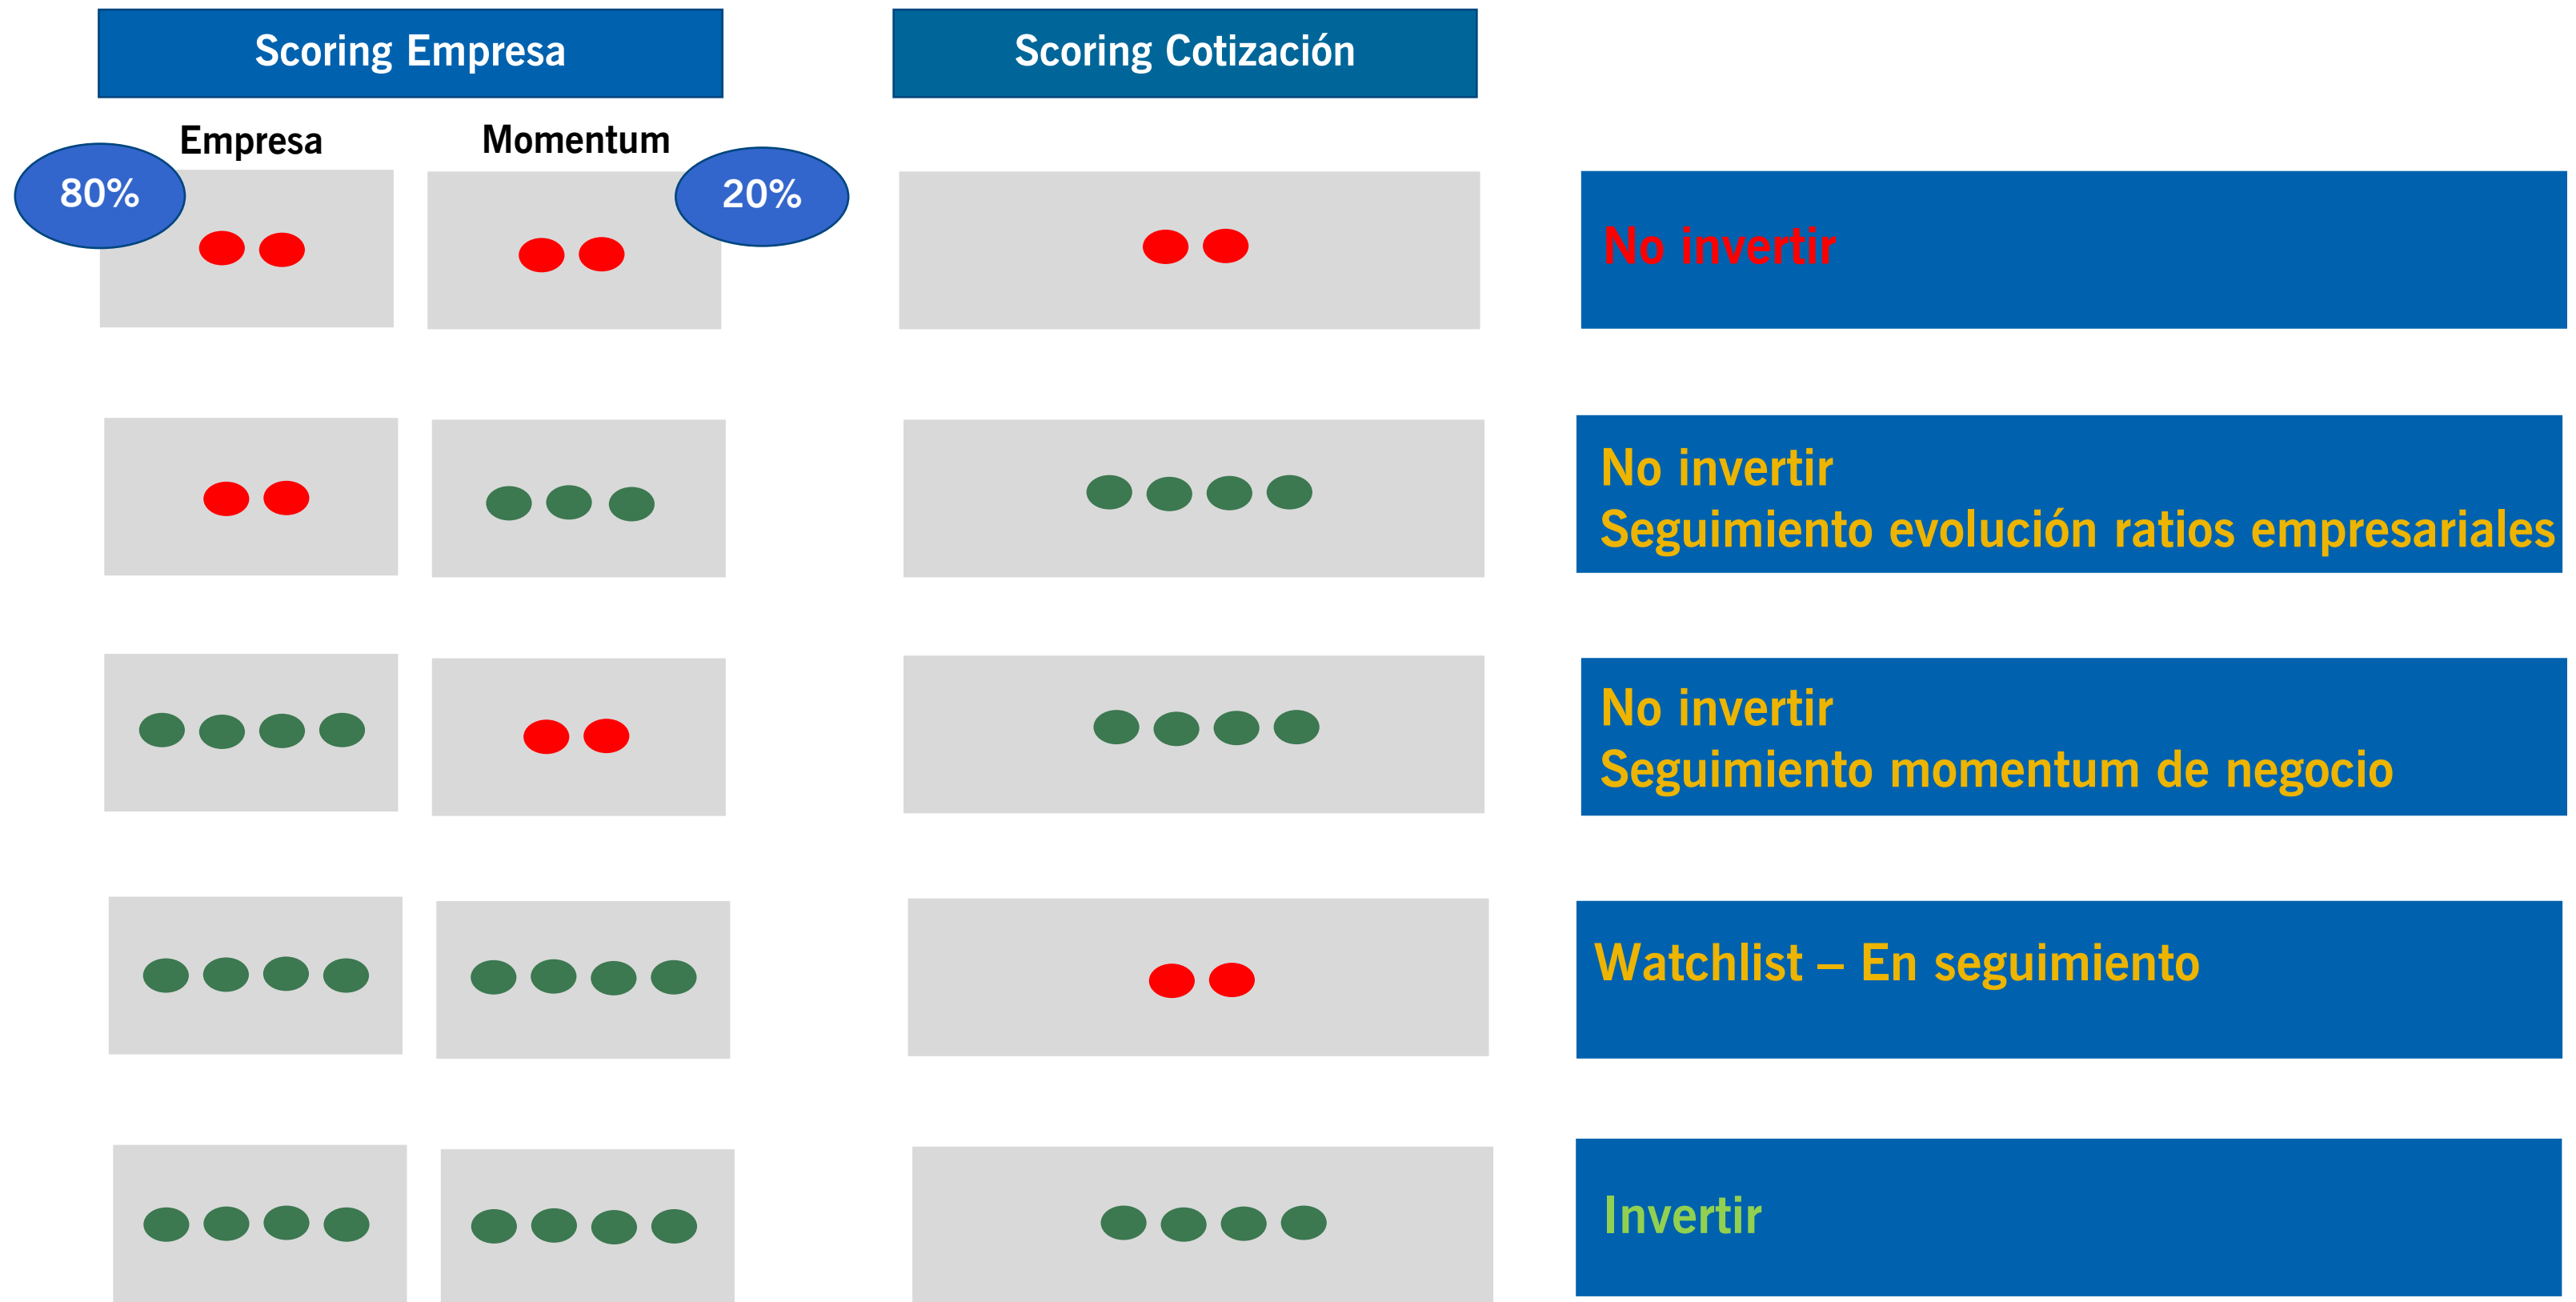 Scoring Empresa
Scoring Cotización
Empresa
Momentum
80%
20%
No invertir
No invertir
Seguimiento evolución ratios empresariales
No invertir
Seguimiento momentum de negocio
Watchlist – En seguimiento
Invertir